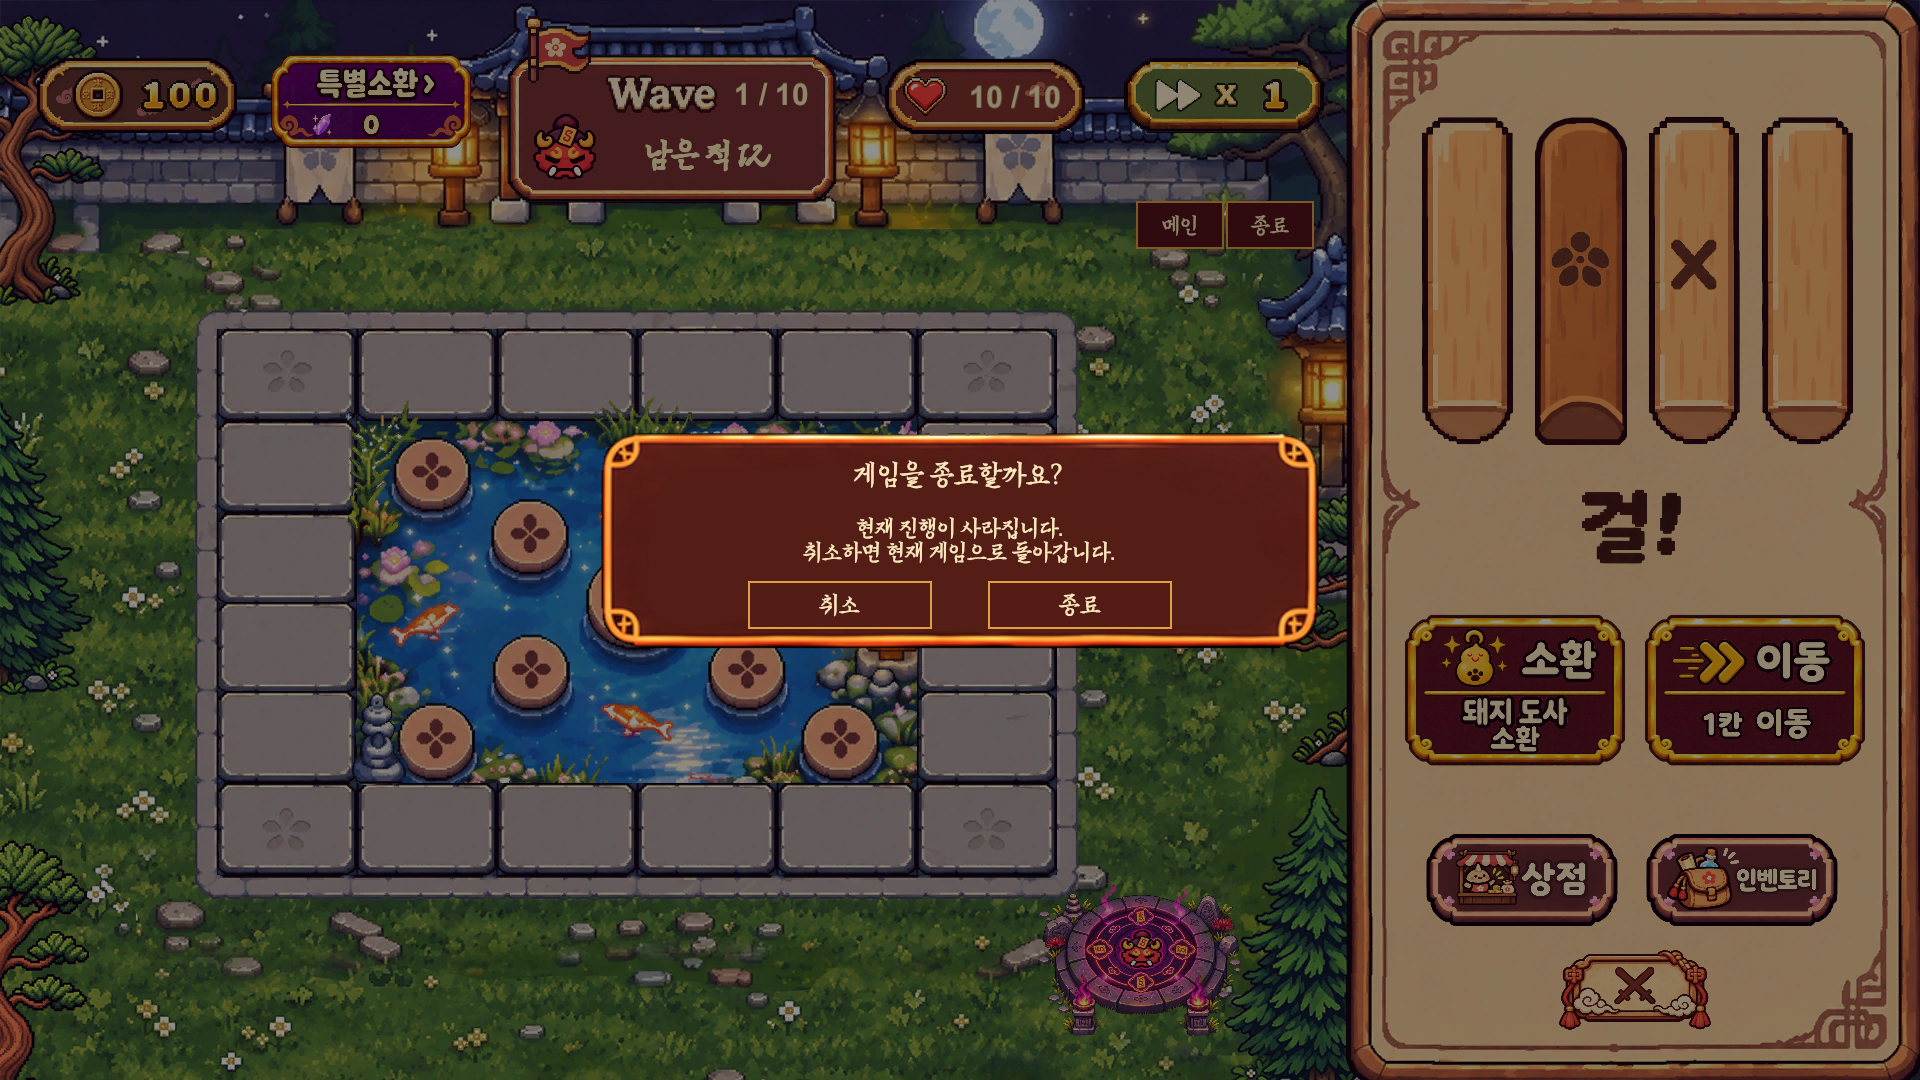 100
특별소환 >
0
Wave 1 / 10
남은 적 12
10 / 10
x 1
메인
종료
게임을 종료할까요?
현재 진행이 사라집니다.
취소하면 현재 게임으로 돌아갑니다.
취소
종료
걸!
소환
돼지 도사
소환
이동
1칸 이동
상점
인벤토리